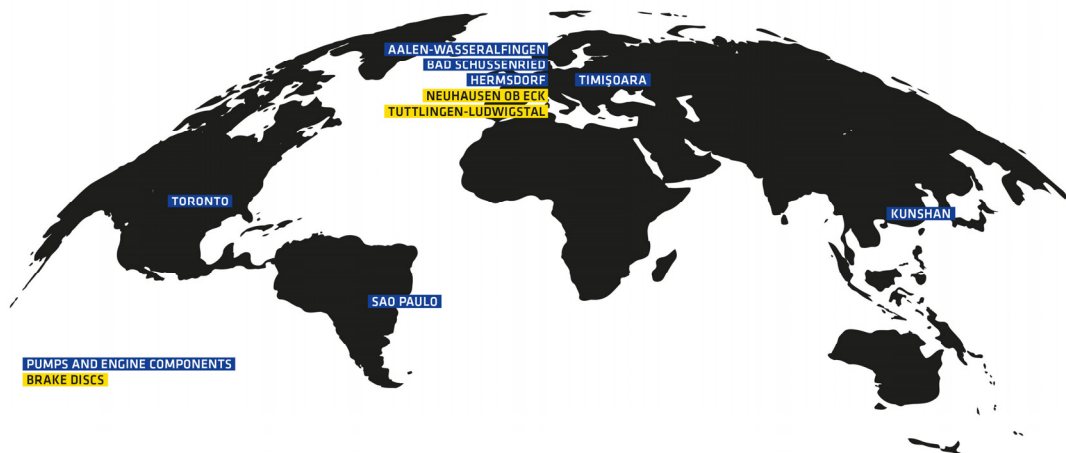 AALEN-WASSERALFINGEN
BAD SCHUSSENRIED
HERMSDORF
TIMIŞOARA
NEUHAUSEN OB ECK
TUTTLINGEN-LUDWIGSTAL
TORONTO
KUNSHAN
SAO PAULO
PUMPS AND ENGINE COMPONENTS
BRAKE DISCS